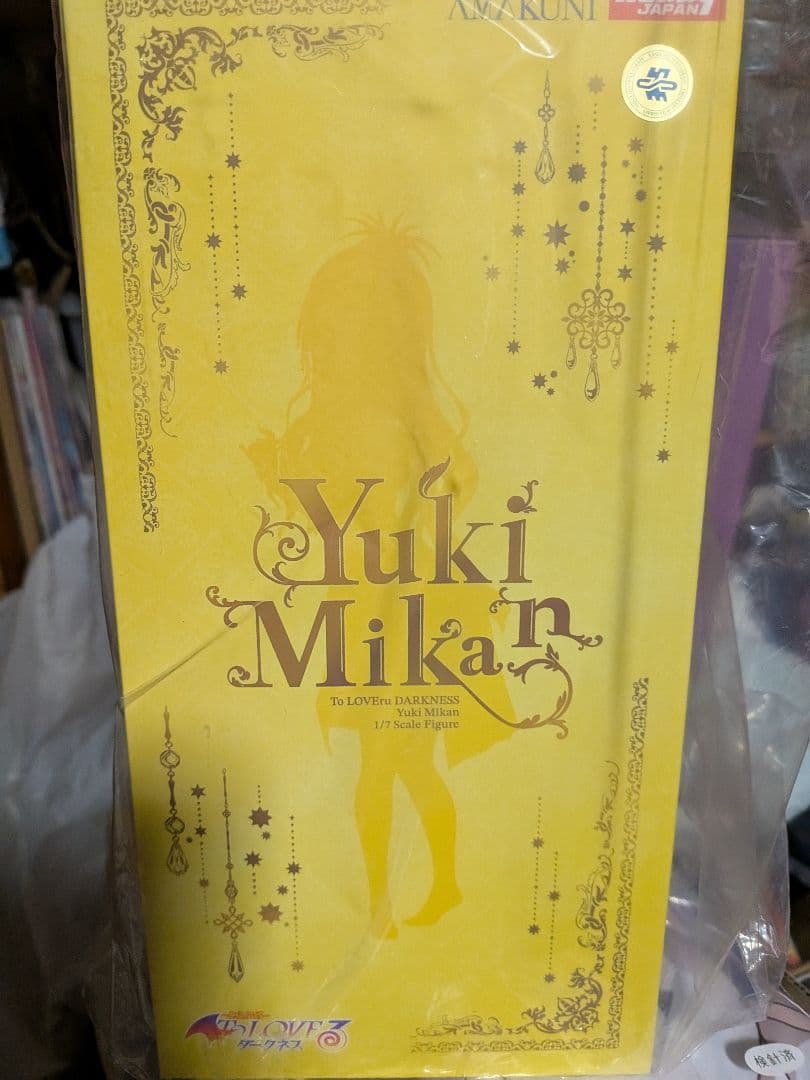 AMAKUNI
JAPAN
Yuki
Mikan
To LOVEru DARKNESS
Yuki Mikan
1/7 Scale Figure
To LOVEる
ダークネス
検針済